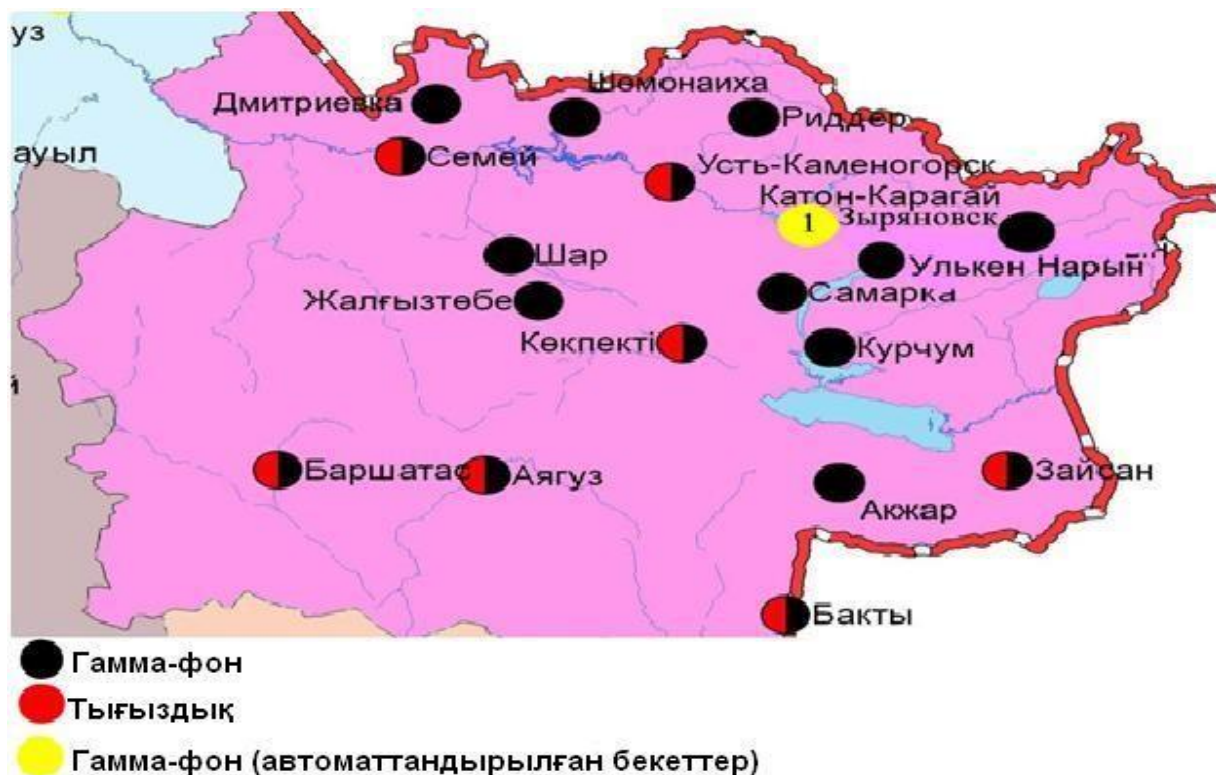 уз
Шемонаиха
Дмитриевка
Риддер
ауыл
Семей
Усть-Каменогорск
Катон-Карагай
1 Зыряновск
Шар
Улькен Нарын
Самарка
Жалғызтөбе
Көкпекті
Курчум
й
Баршатас
Аягуз
Зайсан
Акжар
Бакты
Гамма-фон
Тығыздық
Гамма-фон (автоматтандырылған бекеттер)